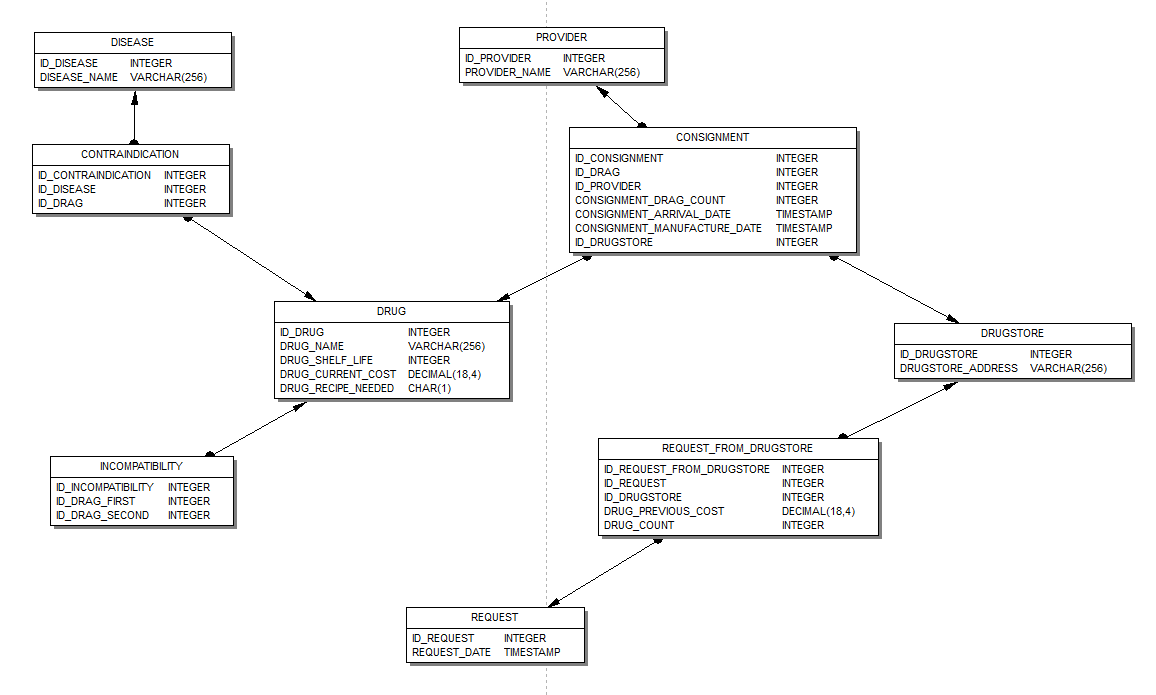 DISEASE
ID_DISEASE INTEGER
DISEASE_NAME VARCHAR(256)
PROVIDER
ID_PROVIDER INTEGER
PROVIDER_NAME VARCHAR(256)
CONTRAINDICATION
ID_CONTRAINDICATION INTEGER
ID_DISEASE INTEGER
ID_DRAG INTEGER
CONSIGNMENT
ID_CONSIGNMENT INTEGER
ID_DRAG INTEGER
ID_PROVIDER INTEGER
CONSIGNMENT_DRAG_COUNT INTEGER
CONSIGNMENT_ARRIVAL_DATE TIMESTAMP
CONSIGNMENT_MANUFACTURE_DATE TIMESTAMP
ID_DRUGSTORE INTEGER
DRUG
ID_DRUG INTEGER
DRUG_NAME VARCHAR(256)
DRUG_SHELF_LIFE INTEGER
DRUG_CURRENT_COST DECIMAL(18,4)
DRUG_RECIPE_NEEDED CHAR(1)
DRUGSTORE
ID_DRUGSTORE INTEGER
DRUGSTORE_ADDRESS VARCHAR(256)
INCOMPATIBILITY
ID_INCOMPATIBILITY INTEGER
ID_DRAG_FIRST INTEGER
ID_DRAG_SECOND INTEGER
REQUEST_FROM_DRUGSTORE
ID_REQUEST_FROM_DRUGSTORE INTEGER
ID_REQUEST INTEGER
ID_DRUGSTORE INTEGER
DRUG_PREVIOUS_COST DECIMAL(18,4)
DRUG_COUNT INTEGER
REQUEST
ID_REQUEST INTEGER
REQUEST_DATE TIMESTAMP